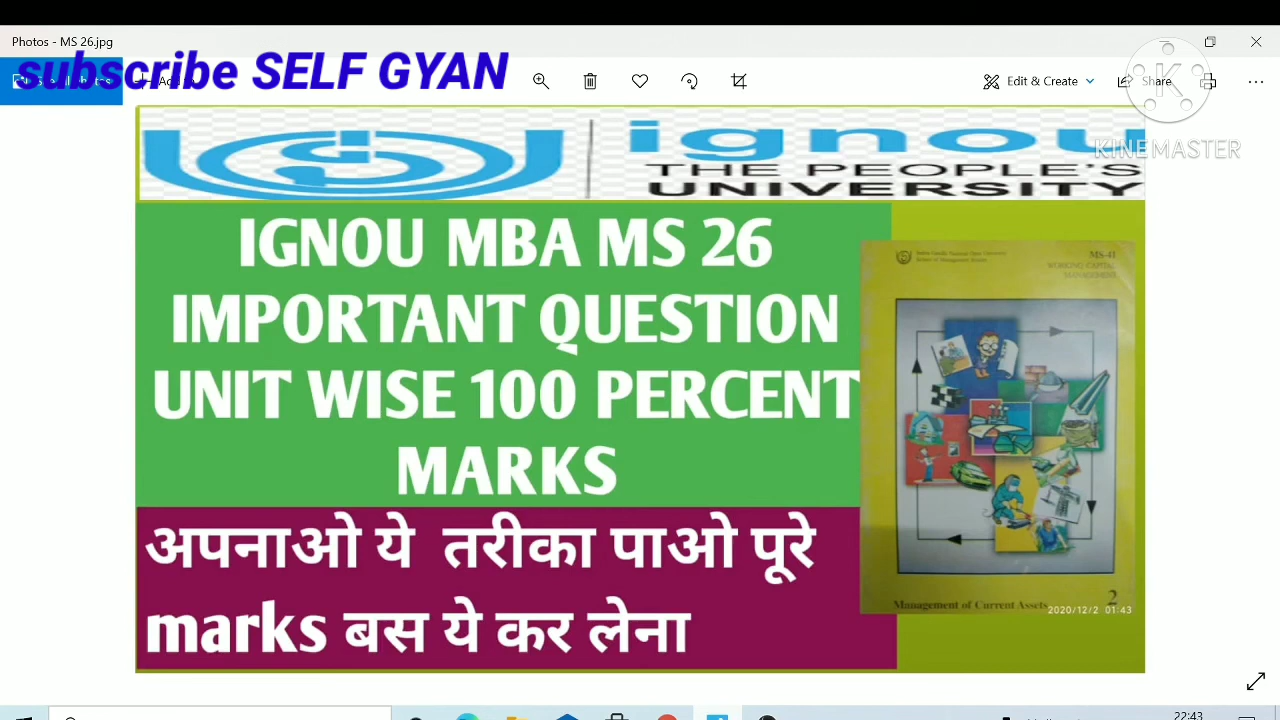 Photos - MS 26.jpg
subscribe SELF GYAN
Edit & Create
Share
KINEMASTER
ignou
THE PEOPLE'S
UNIVERSITY
IGNOU MBA MS 26
IMPORTANT QUESTION
UNIT WISE 100 PERCENT
MARKS
अपनाओ ये तरीका पाओ पूरे
marks बस ये कर लेना
MS-41
WORKING CAPITAL
MANAGEMENT
Management of Current Assets
2
2020/12/2 01:43
22:43